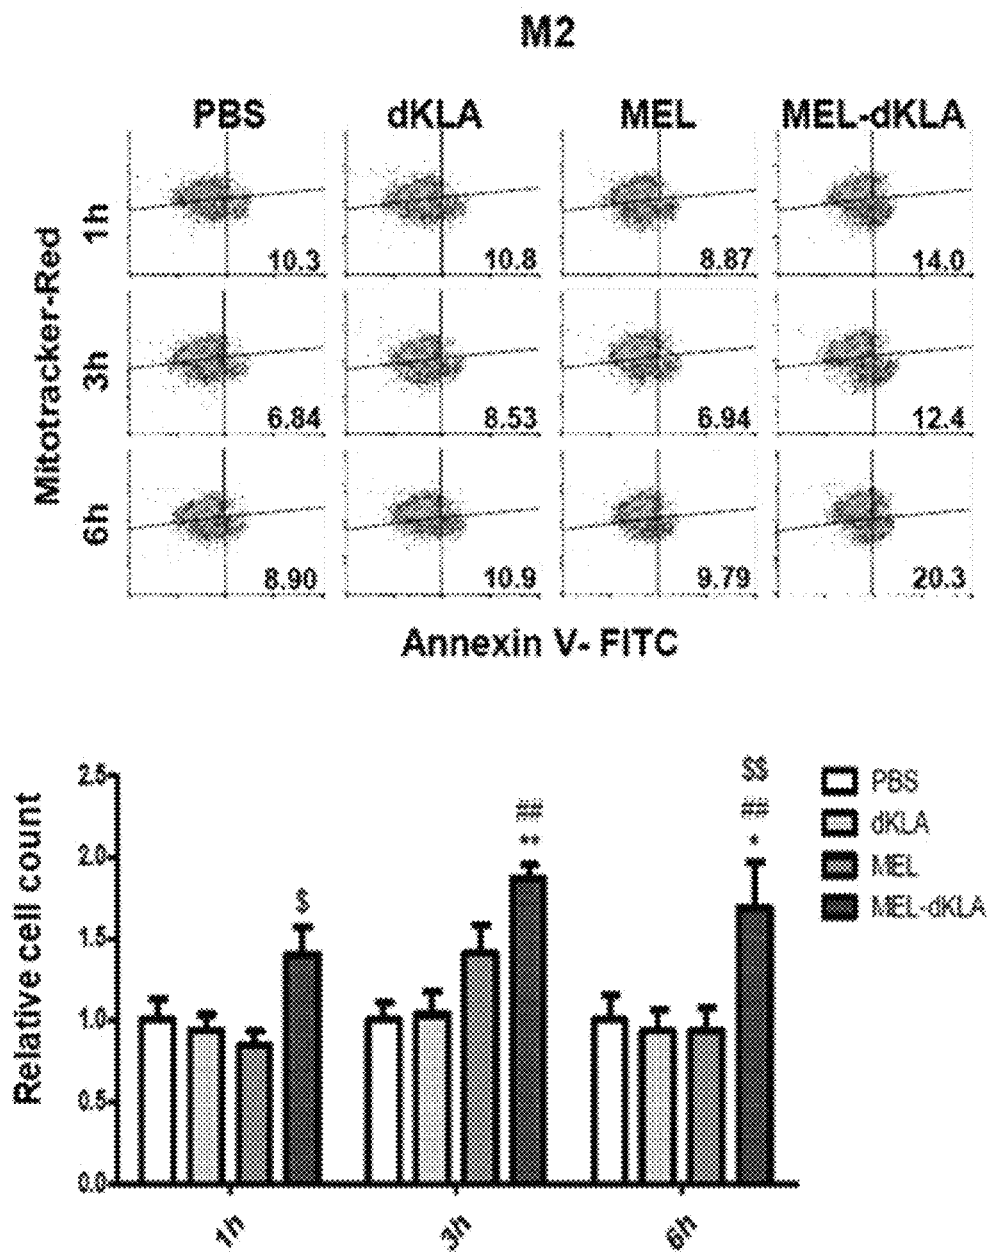 M2
PBS dKLA MEL MEL-dKLA
1h
10.3 10.8 8.87 14.0
3h
6.84 8.53 6.94 12.4
6h
8.90 10.9 9.79 20.3
Mitotracker-Red
Annexin V- FITC
Relative cell count
2.5
2.0
1.5
1.0
0.5
0.0
$
##
**
$$
##
*
1h 3h 6h
PBS
dKLA
MEL
MEL-dKLA